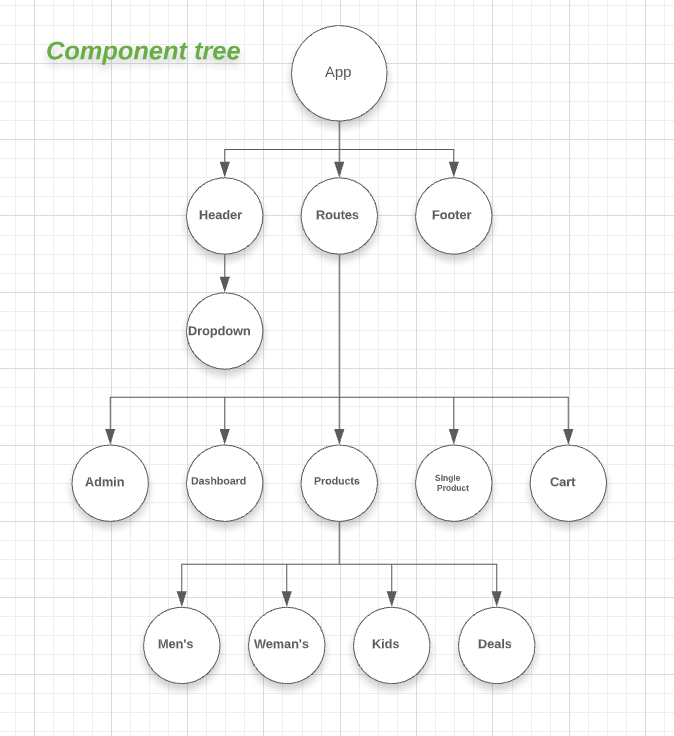 Component tree
App
Header
Routes
Footer
Dropdown
Admin
Dashboard
Products
Single
Product
Cart
Men's
Weman's
Kids
Deals